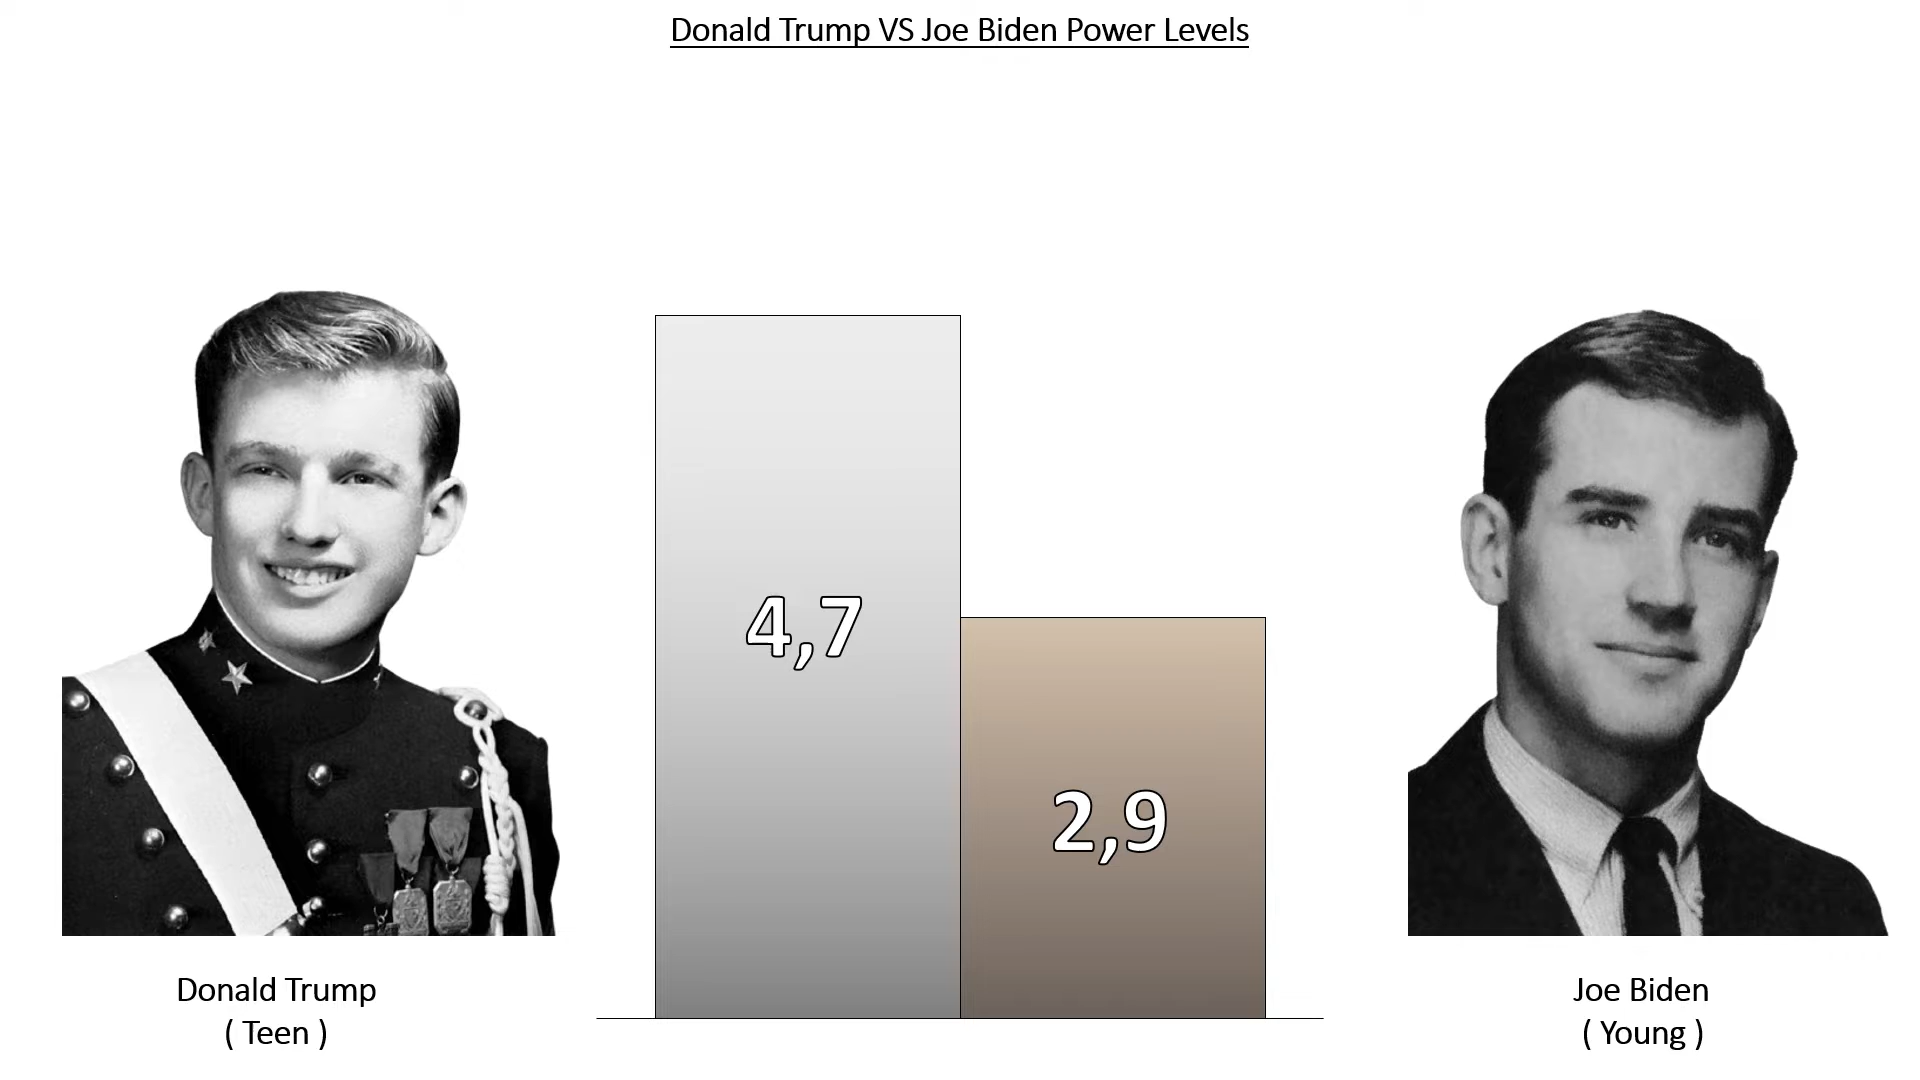 Donald Trump VS Joe Biden Power Levels
4,7
2,9
Donald Trump
( Teen )
Joe Biden
( Young )